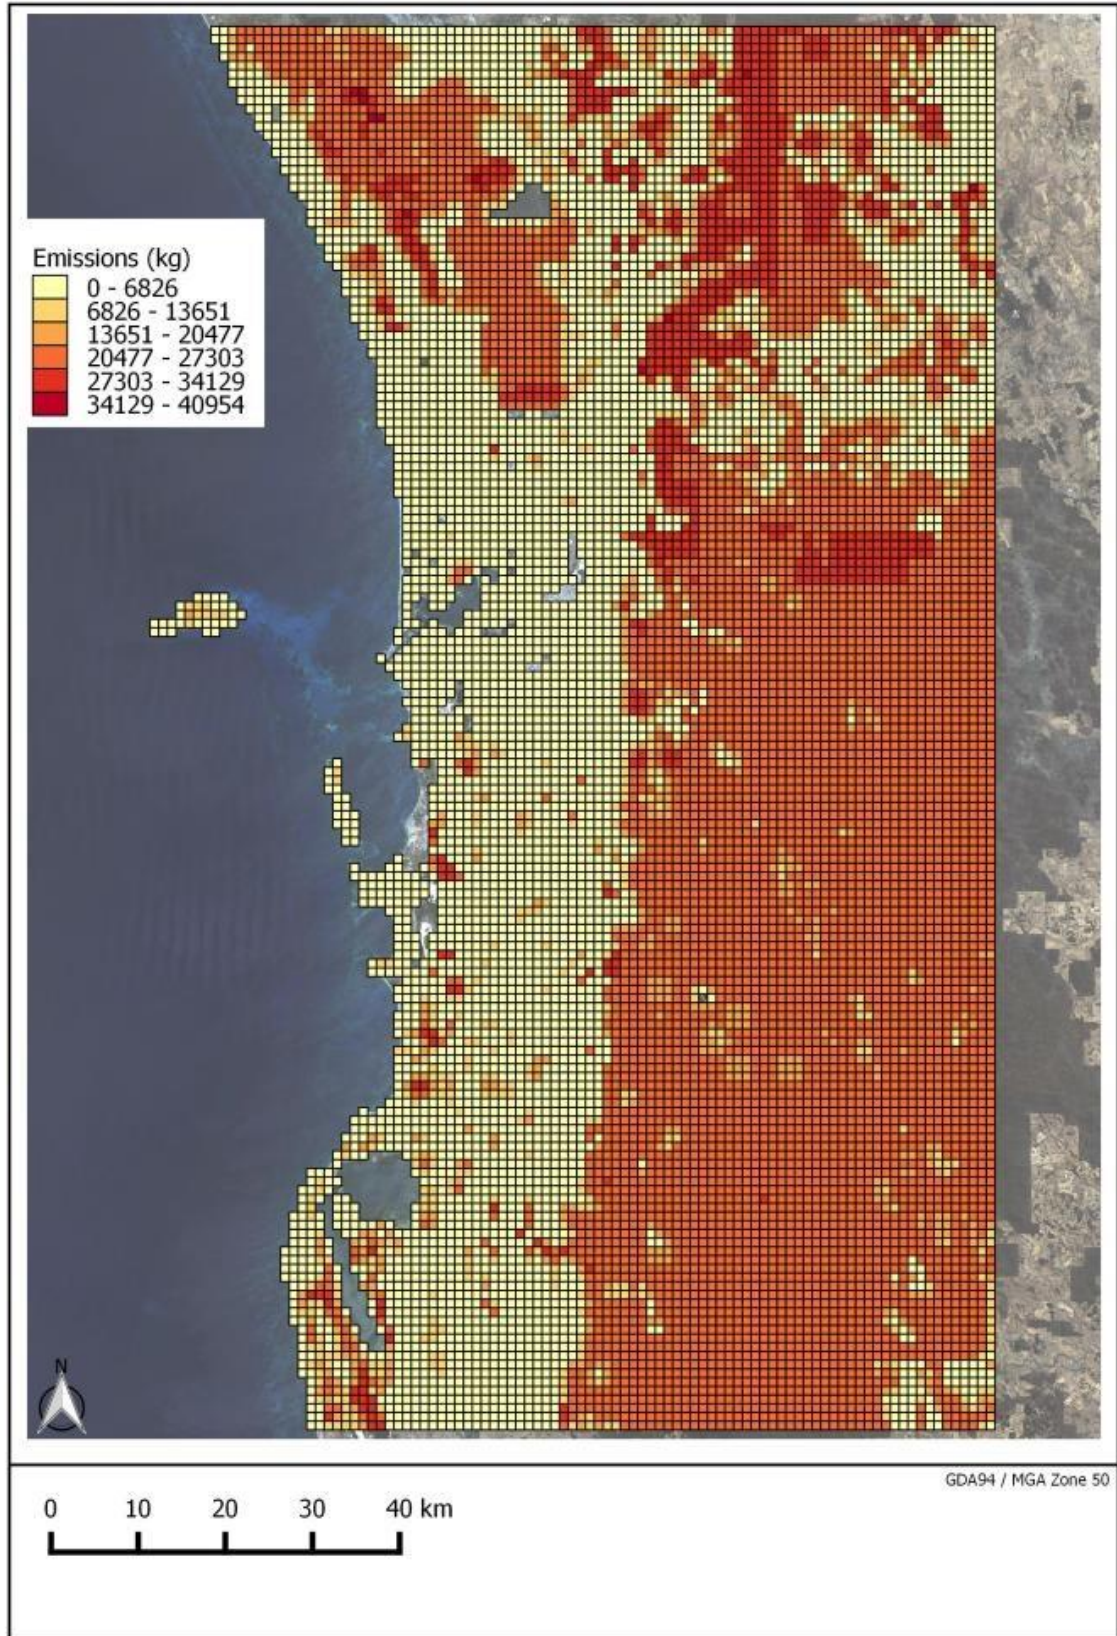 Emissions (kg)
0 - 6826
6826 - 13651
13651 - 20477
20477 - 27303
27303 - 34129
34129 - 40954
N
GDA94 / MGA Zone 50
0 10 20 30 40 km